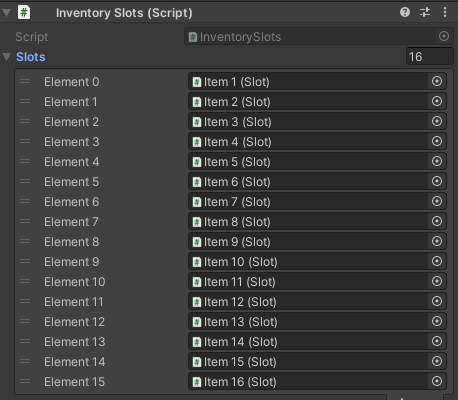 Inventory Slots (Script)
Script InventorySlots
Slots 16
Element 0 Item 1 (Slot)
Element 1 Item 2 (Slot)
Element 2 Item 3 (Slot)
Element 3 Item 4 (Slot)
Element 4 Item 5 (Slot)
Element 5 Item 6 (Slot)
Element 6 Item 7 (Slot)
Element 7 Item 8 (Slot)
Element 8 Item 9 (Slot)
Element 9 Item 10 (Slot)
Element 10 Item 11 (Slot)
Element 11 Item 12 (Slot)
Element 12 Item 13 (Slot)
Element 13 Item 14 (Slot)
Element 14 Item 15 (Slot)
Element 15 Item 16 (Slot)